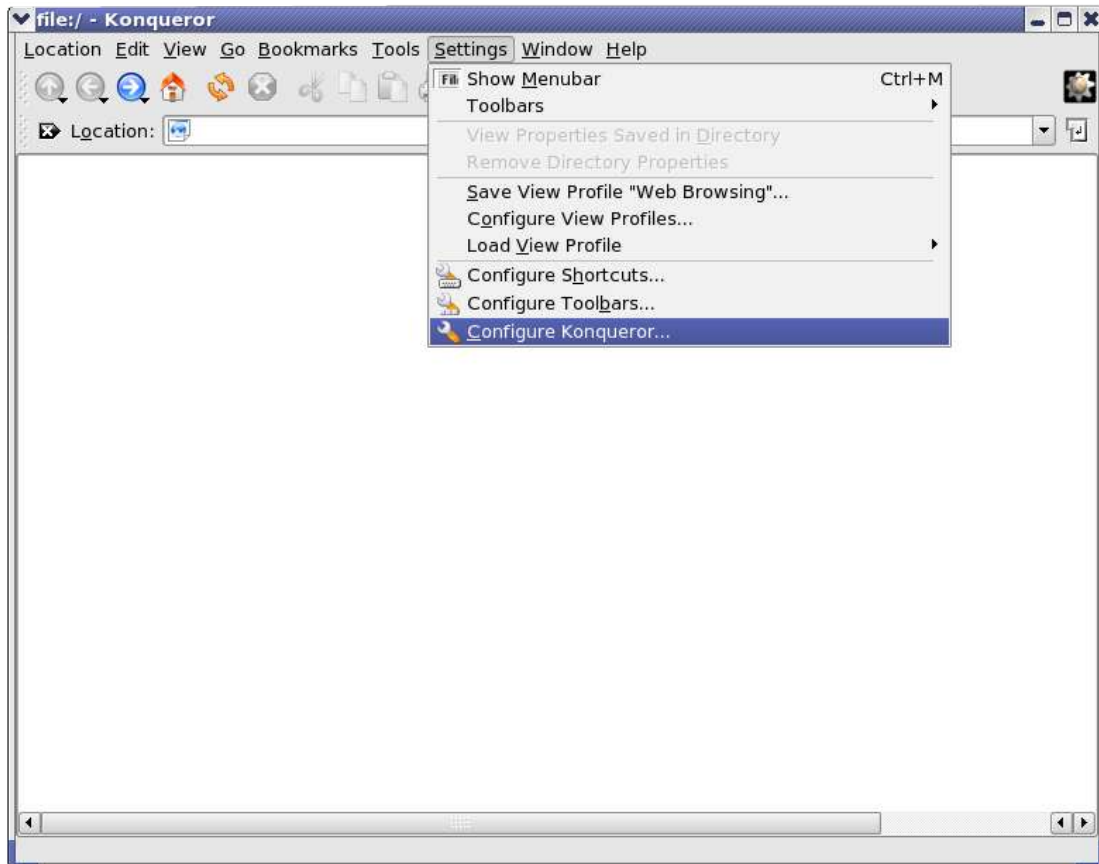 file:/ - Konqueror
Location Edit View Go Bookmarks Tools Settings Window Help
Show Menubar Ctrl+M
Toolbars
Location:
View Properties Saved in Directory
Remove Directory Properties
Save View Profile "Web Browsing"...
Configure View Profiles...
Load View Profile
Configure Shortcuts...
Configure Toolbars...
Configure Konqueror...